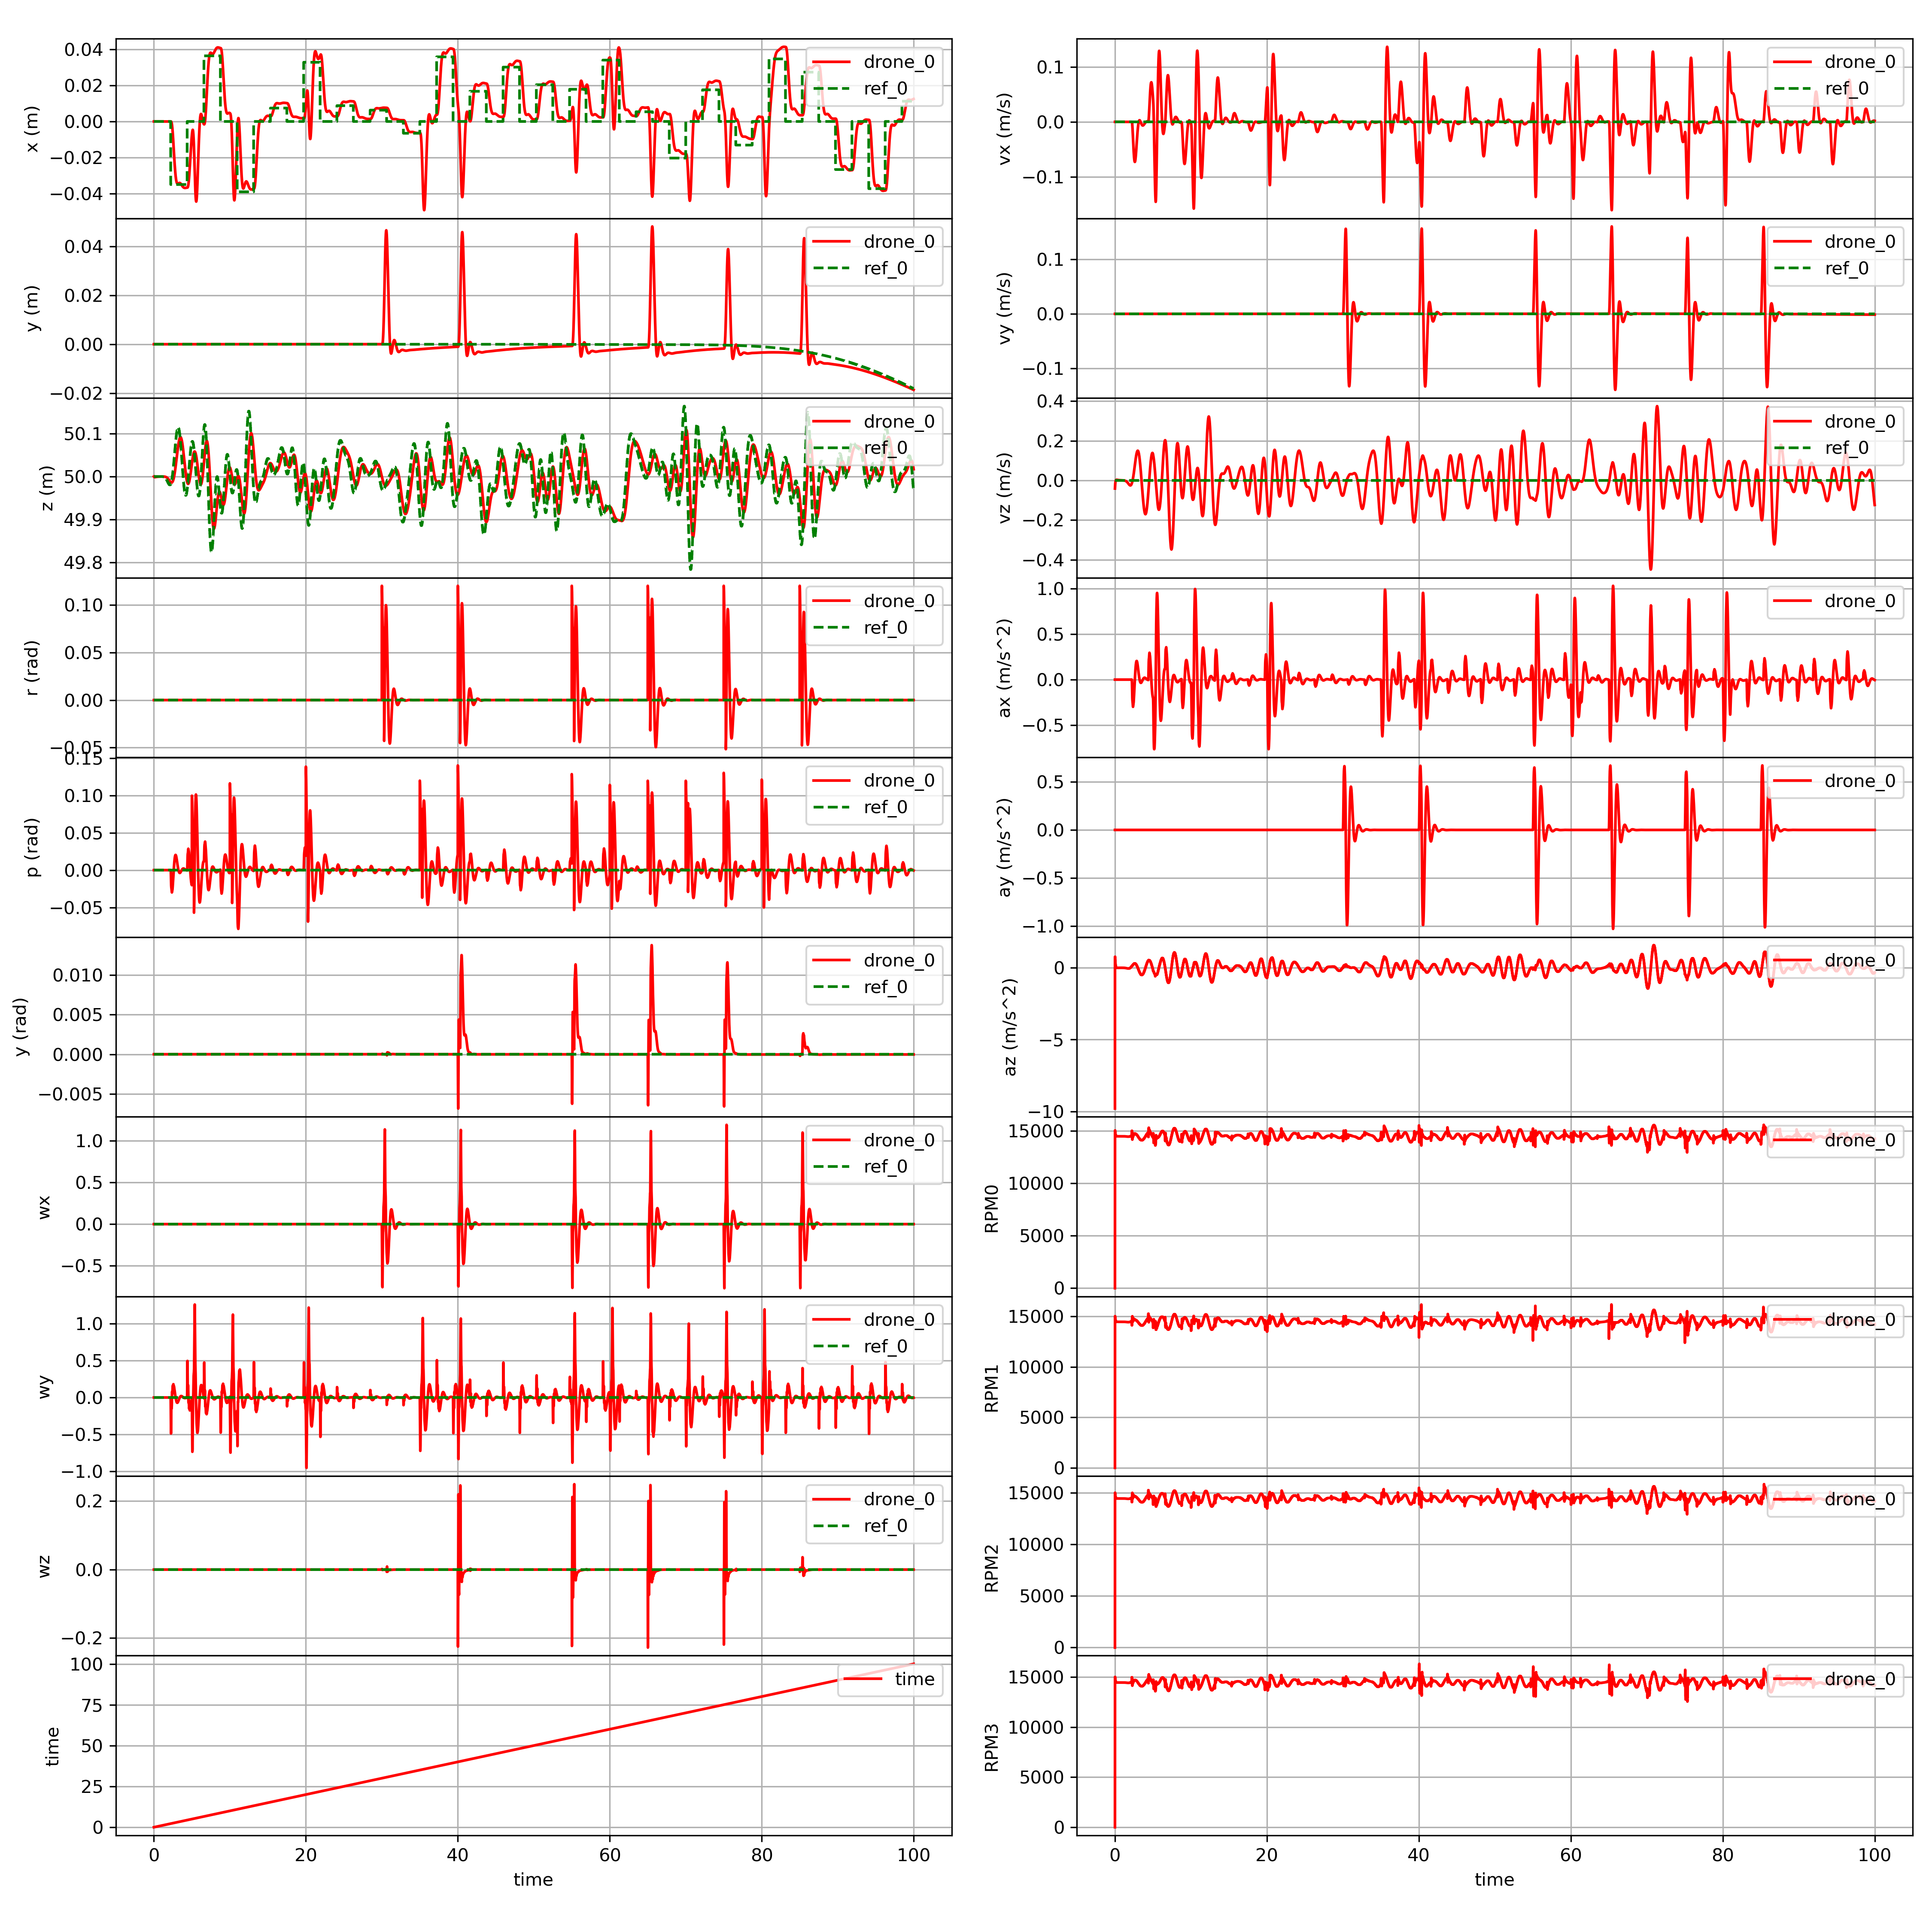 0.04
0.02
0.00
−0.02
−0.04
x (m)
drone_0
ref_0
0.04
0.02
0.00
−0.02
y (m)
drone_0
ref_0
50.1
50.0
49.9
49.8
z (m)
drone_0
ref_0
0.10
0.05
0.00
−0.05
r (rad)
drone_0
ref_0
0.15
0.10
0.05
0.00
−0.05
p (rad)
drone_0
ref_0
0.010
0.005
0.000
−0.005
y (rad)
drone_0
ref_0
1.0
0.5
0.0
−0.5
wx
drone_0
ref_0
1.0
0.5
0.0
−0.5
−1.0
wy
drone_0
ref_0
0.2
0.0
−0.2
wz
drone_0
ref_0
100
75
50
25
0
time
time
0 20 40 60 80 100
time
0.1
0.0
−0.1
vx (m/s)
drone_0
ref_0
0.1
0.0
−0.1
vy (m/s)
drone_0
ref_0
0.4
0.2
0.0
−0.2
−0.4
vz (m/s)
drone_0
ref_0
1.0
0.5
0.0
−0.5
ax (m/s^2)
drone_0
0.5
0.0
−0.5
−1.0
ay (m/s^2)
drone_0
0
−5
−10
az (m/s^2)
drone_0
15000
10000
5000
0
RPM0
drone_0
15000
10000
5000
0
RPM1
drone_0
15000
10000
5000
0
RPM2
drone_0
15000
10000
5000
0
RPM3
drone_0
0 20 40 60 80 100
time